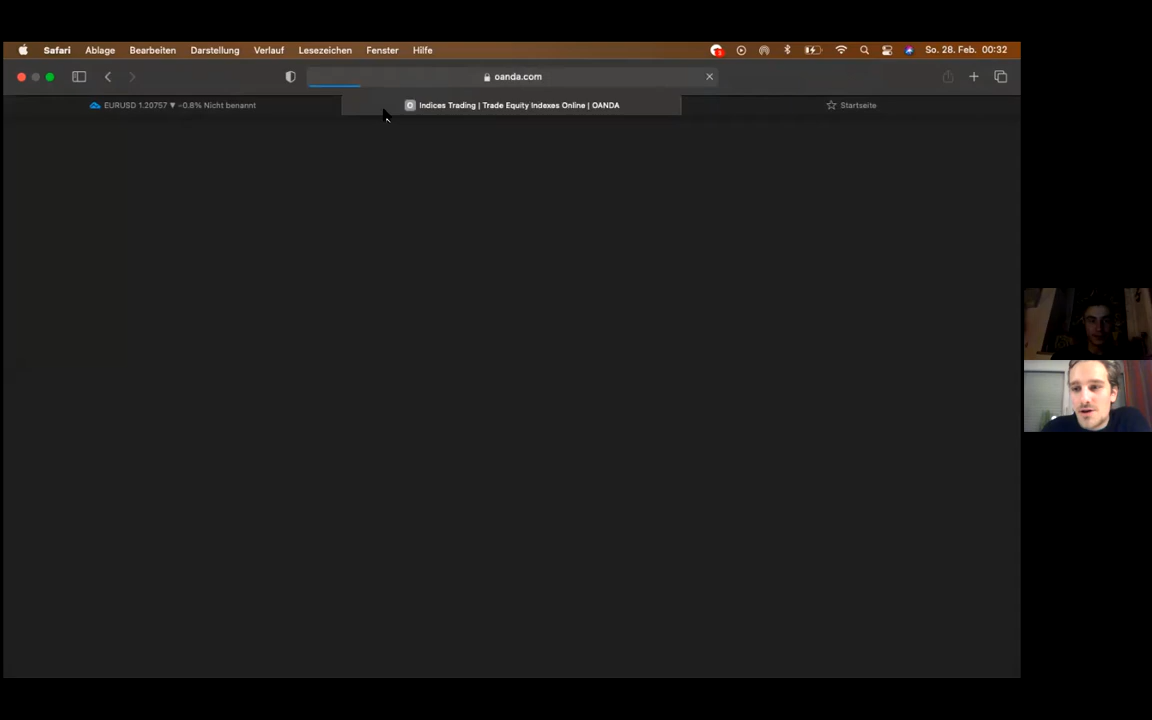 Safari Ablage Bearbeiten Darstellung Verlauf Lesezeichen Fenster Hilfe So. 28. Feb. 00:32
oanda.com
EURUSD 1.20757 ▼ −0.8% Nicht benannt
Indices Trading | Trade Equity Indexes Online | OANDA
Startseite